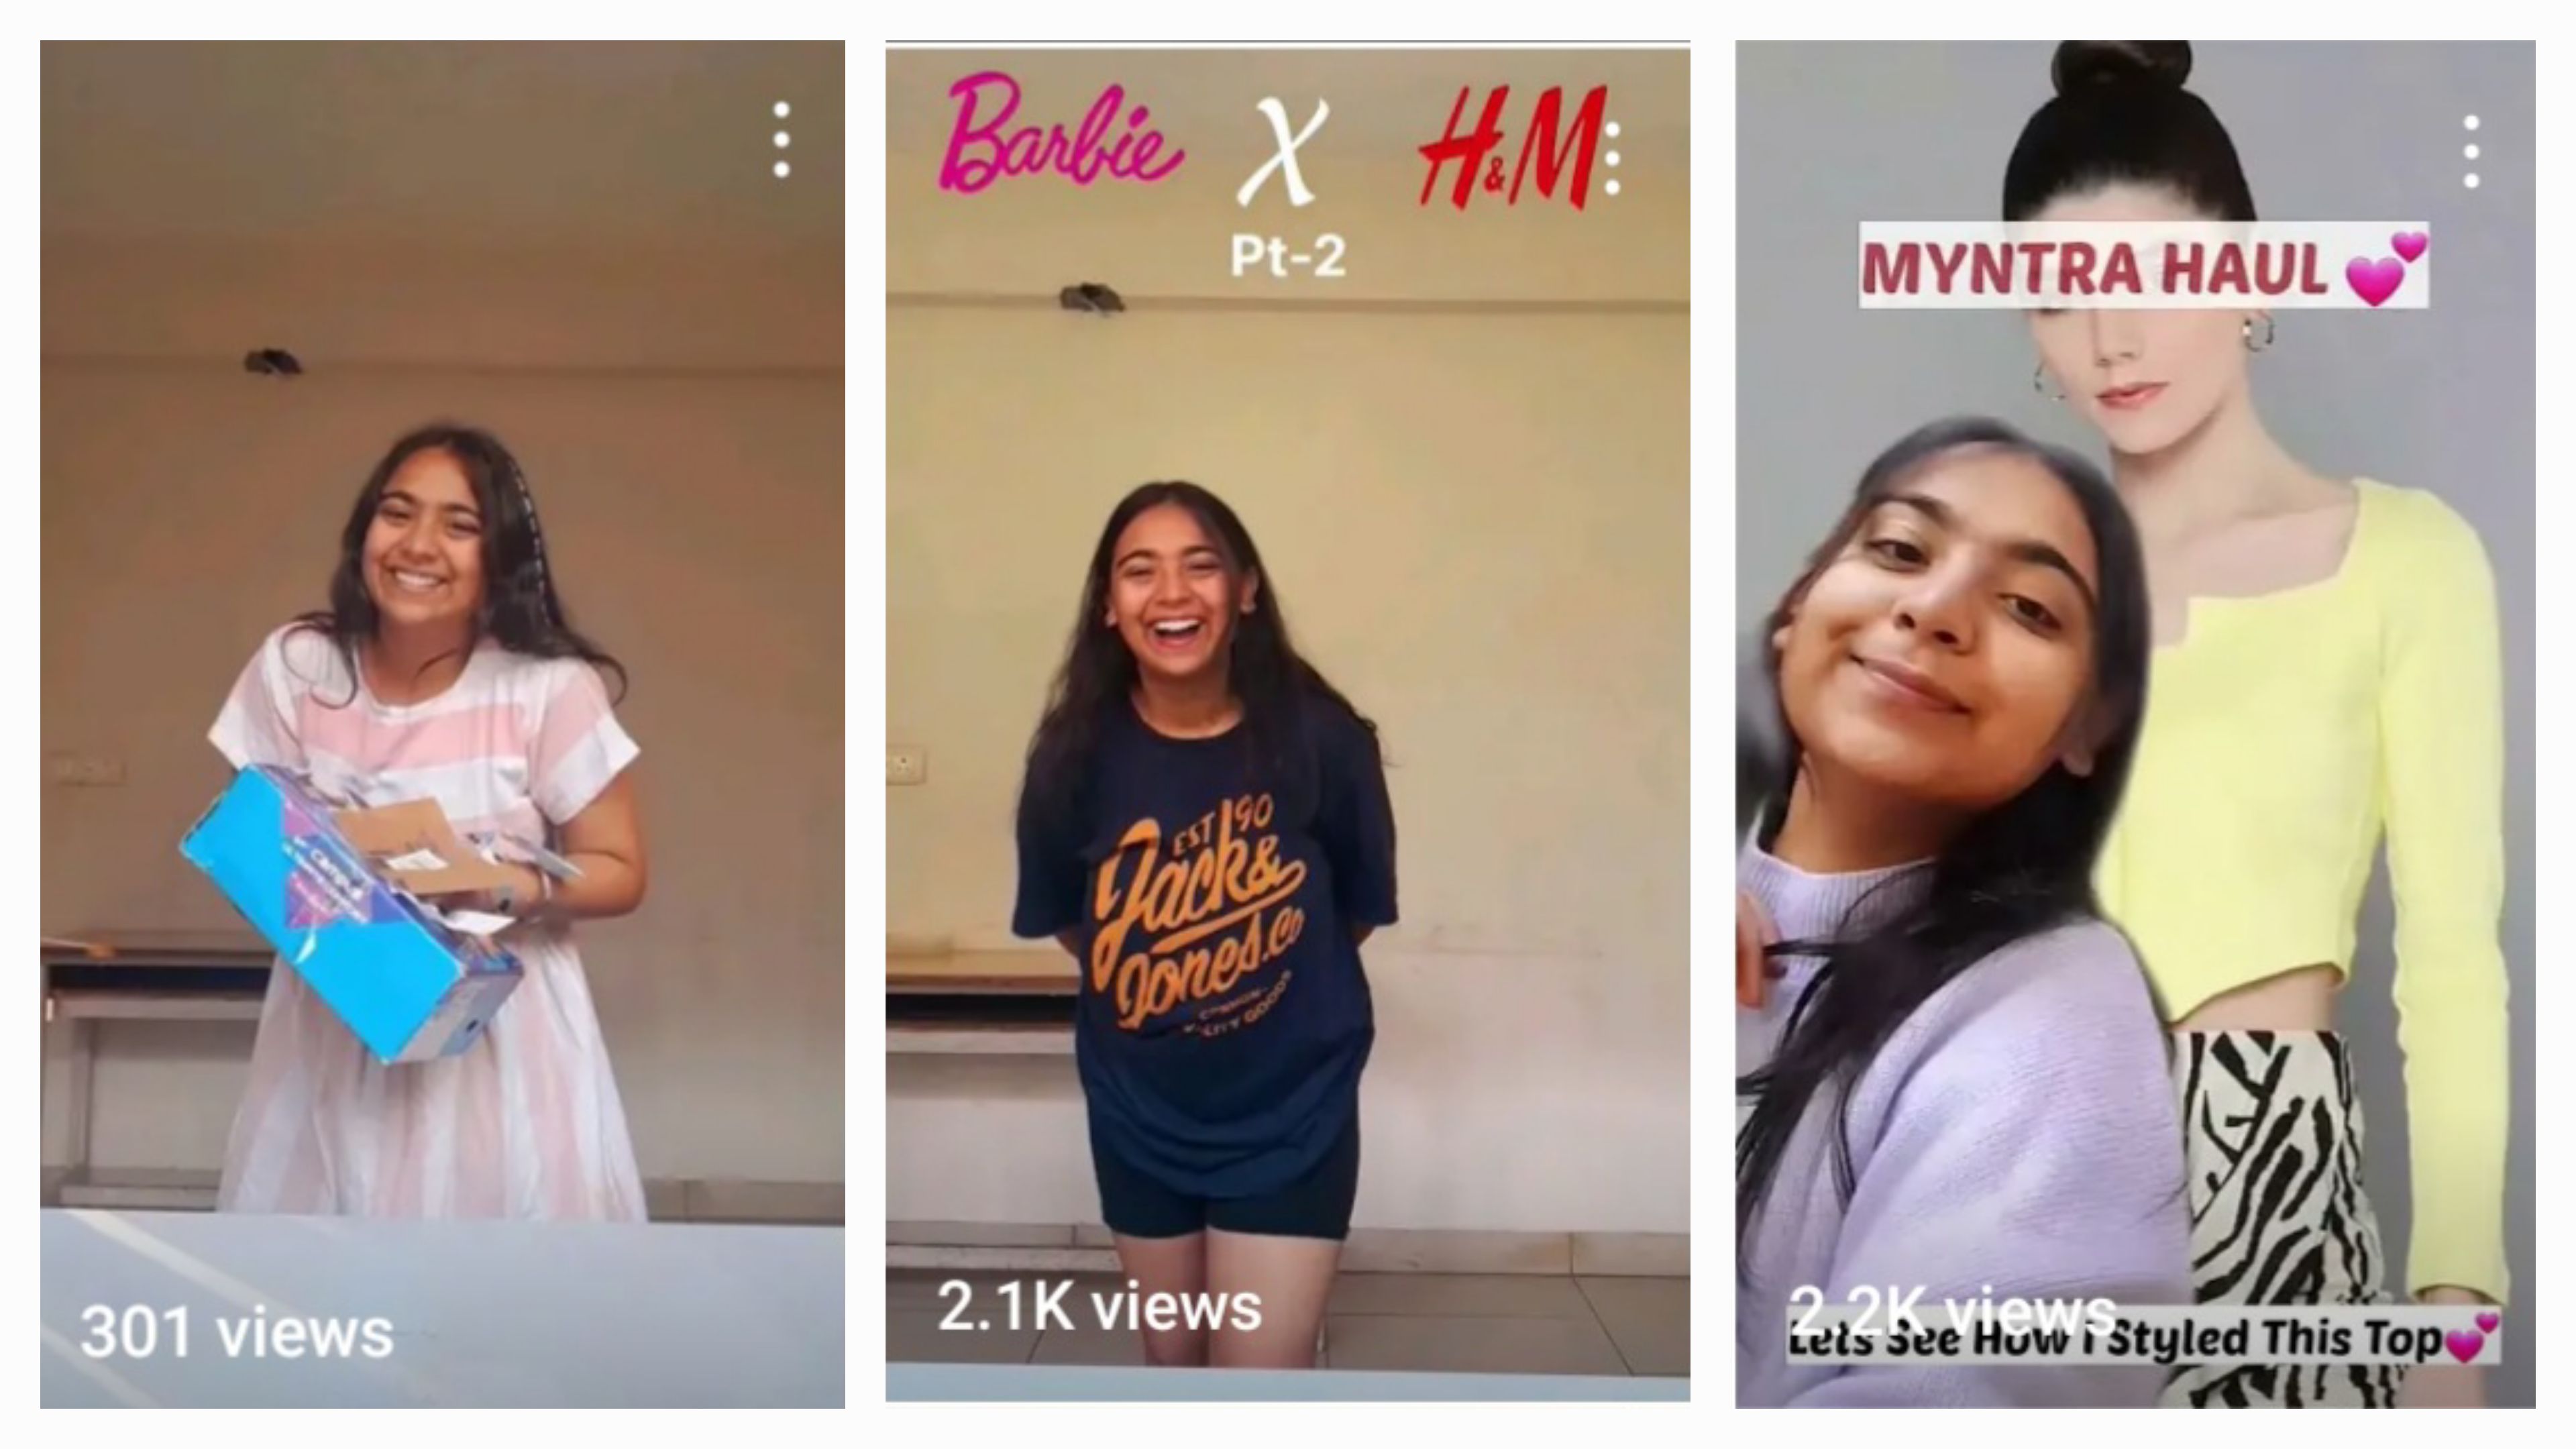 301 views
Barbie X H&M
Pt-2
EST 90
Jack &
Jones.Co
2.1K views
MYNTRA HAUL 💕
2.2K views
Lets See How I Styled This Top💕